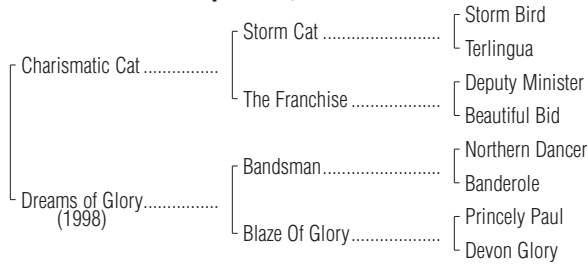 Storm Bird
Storm Cat ........................
Terlingua
Charismatic Cat ................
Deputy Minister
The Franchise ....................
Beautiful Bid
Northern Dancer
Bandsman........................
Banderole
Dreams of Glory................
(1998)
Princely Paul
Blaze Of Glory....................
Devon Glory